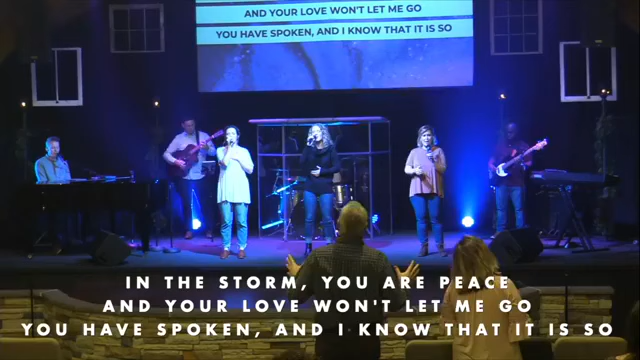 AND YOUR LOVE WON'T LET ME GO
YOU HAVE SPOKEN, AND I KNOW THAT IT IS SO
IN THE STORM, YOU ARE PEACE
AND YOUR LOVE WON'T LET ME GO
YOU HAVE SPOKEN, AND I KNOW THAT IT IS SO